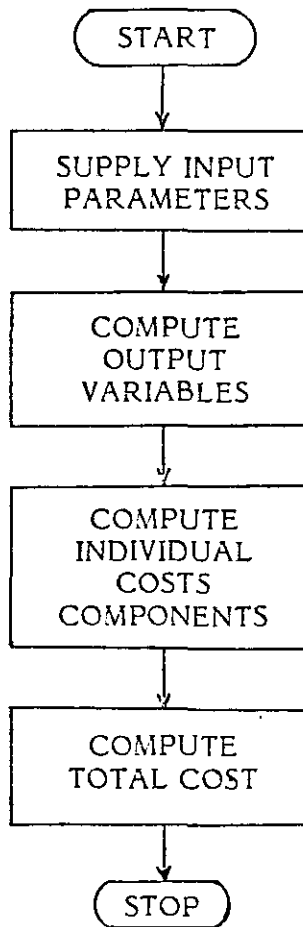 START
SUPPLY INPUT
PARAMETERS
COMPUTE
OUTPUT
VARIABLES
COMPUTE
INDIVIDUAL
COSTS
COMPONENTS
COMPUTE
TOTAL COST
STOP